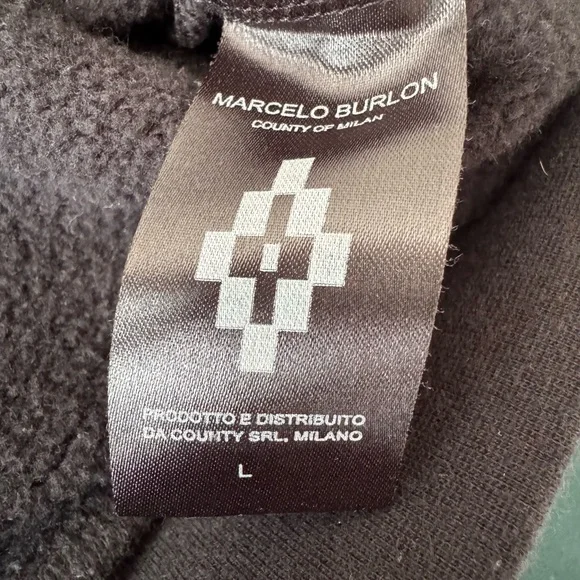 MARCELO BURLON
COUNTY OF MILAN
PRODOTTO E DISTRIBUITO
DA COUNTY SRL, MILANO
L